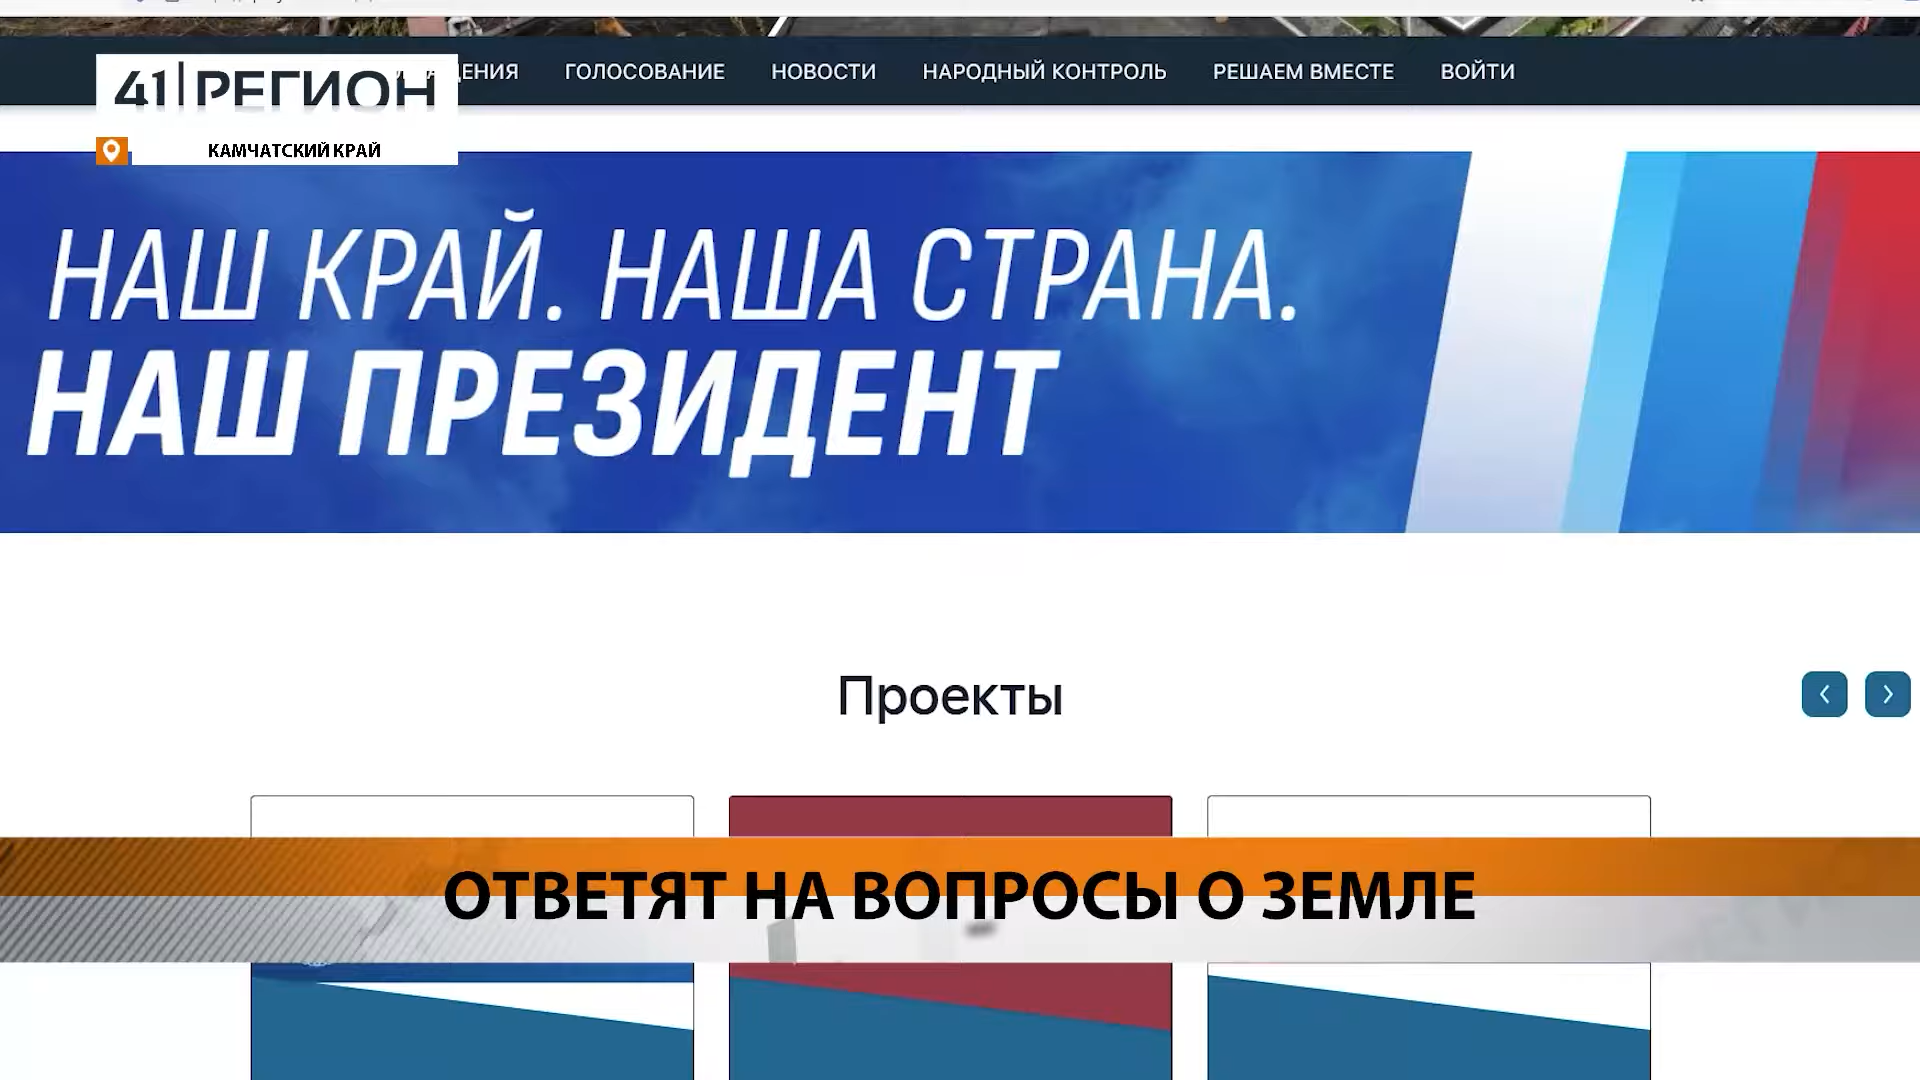 41 РЕГИОН
ГОЛОСОВАНИЕ НОВОСТИ НАРОДНЫЙ КОНТРОЛЬ РЕШАЕМ ВМЕСТЕ ВОЙТИ
КАМЧАТСКИЙ КРАЙ
НАШ КРАЙ. НАША СТРАНА.
НАШ ПРЕЗИДЕНТ
Проекты
ОТВЕТЯТ НА ВОПРОСЫ О ЗЕМЛЕ